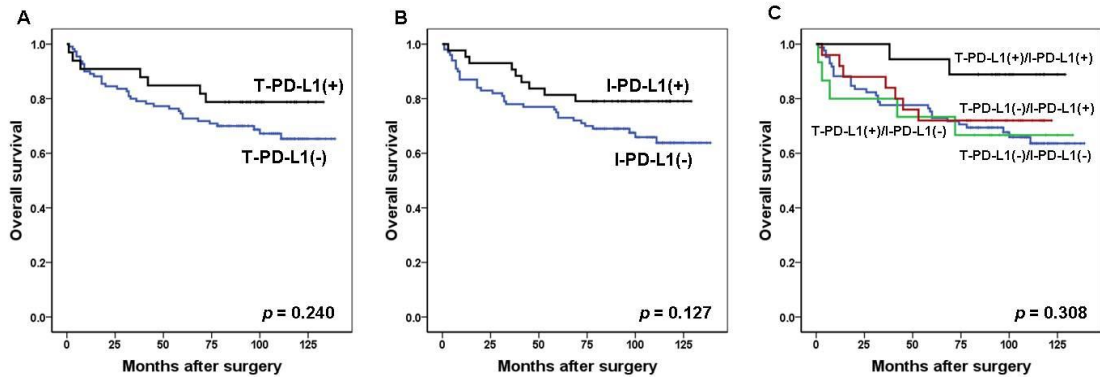 A
Overall survival
1.0
0.8
0.6
0.4
0.2
0.0
T-PD-L1(+)
T-PD-L1(-)
p = 0.240
0 25 50 75 100 125
Months after surgery
B
Overall survival
1.0
0.8
0.6
0.4
0.2
0.0
I-PD-L1(+)
I-PD-L1(-)
p = 0.127
0 25 50 75 100 125
Months after surgery
C
Overall survival
1.0
0.8
0.6
0.4
0.2
0.0
T-PD-L1(+)/I-PD-L1(+)
T-PD-L1(-)/I-PD-L1(+)
T-PD-L1(+)/I-PD-L1(-)
T-PD-L1(-)/I-PD-L1(-)
p = 0.308
0 25 50 75 100 125
Months after surgery